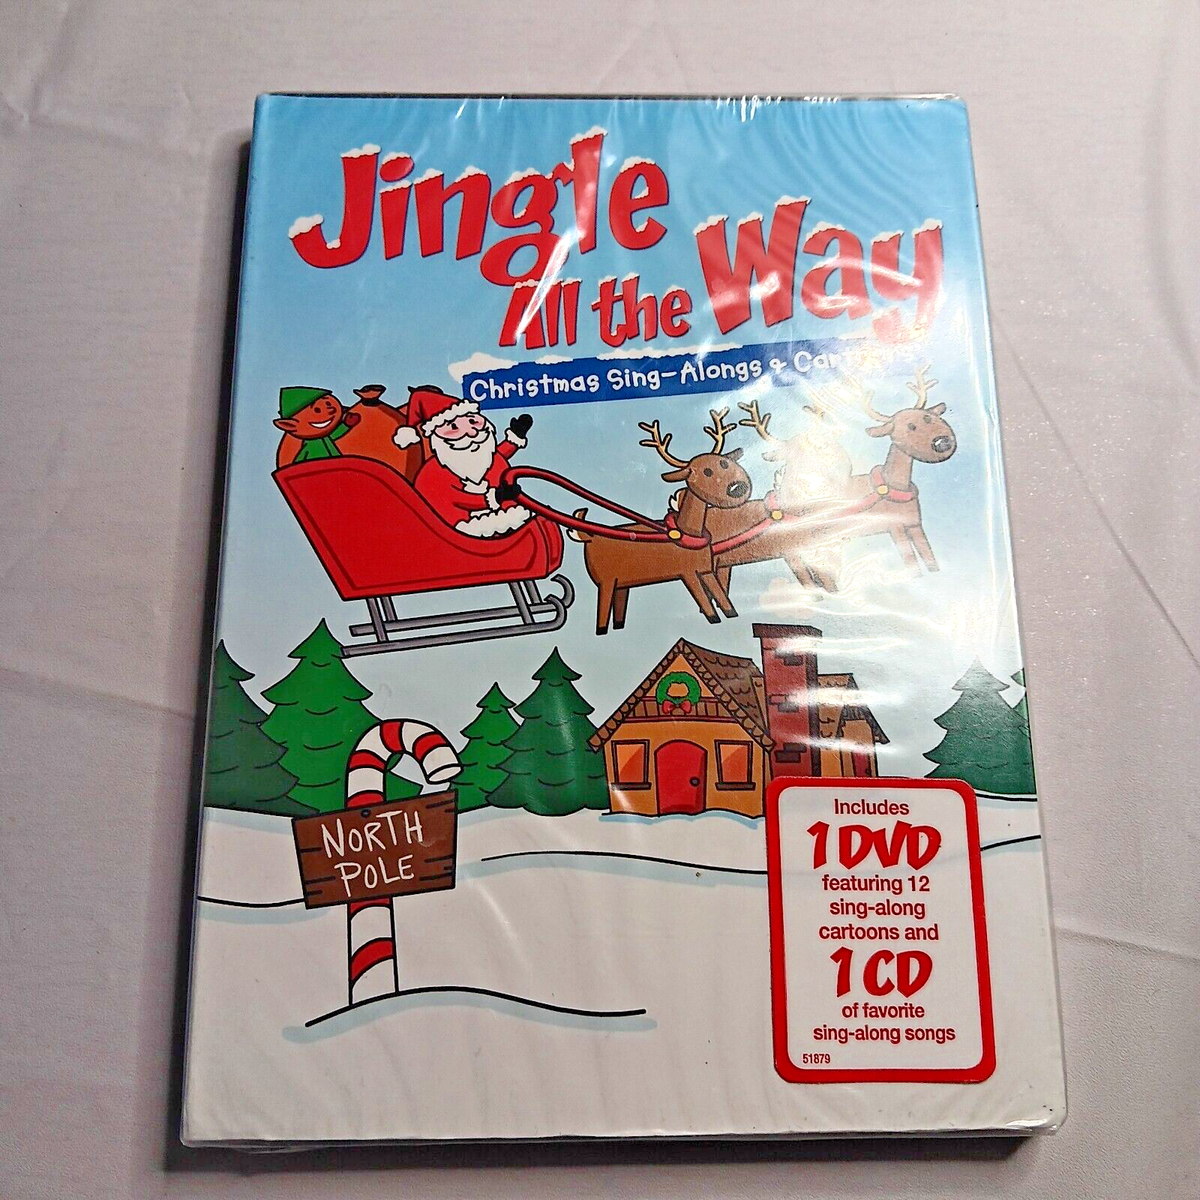 Jingle
All the Way
Christmas Sing-Alongs & Cartoons
NORTH
POLE
Includes
1 DVD
featuring 12
sing-along
cartoons and
1 CD
of favorite
sing-along songs
51879